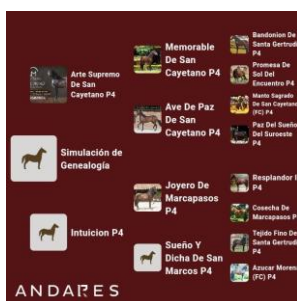 Bandonion De
Santa Gertrud
P4
Memorable
De San
Cayetano P4
Promesa De
Sol Del
Encuentro P4
Arte Supremo
De San
Cayetano P4
Manto Sagrado
De San Cayetano
(FC) P4
Ave De Paz
De San
Cayetano P4
Paz Del Sueño
Del Suroeste
P4
Simulación de
Genealogía
Resplandor I
P4
Joyero De
Marcapasos
P4
Cosecha De
Marcapasos P
Intuicion P4
Tejido Fino De
Santa Gertrud
P4
Sueño Y
Dicha De San
Marcos P4
Azucar Moren
(FC) P4
ANDARES